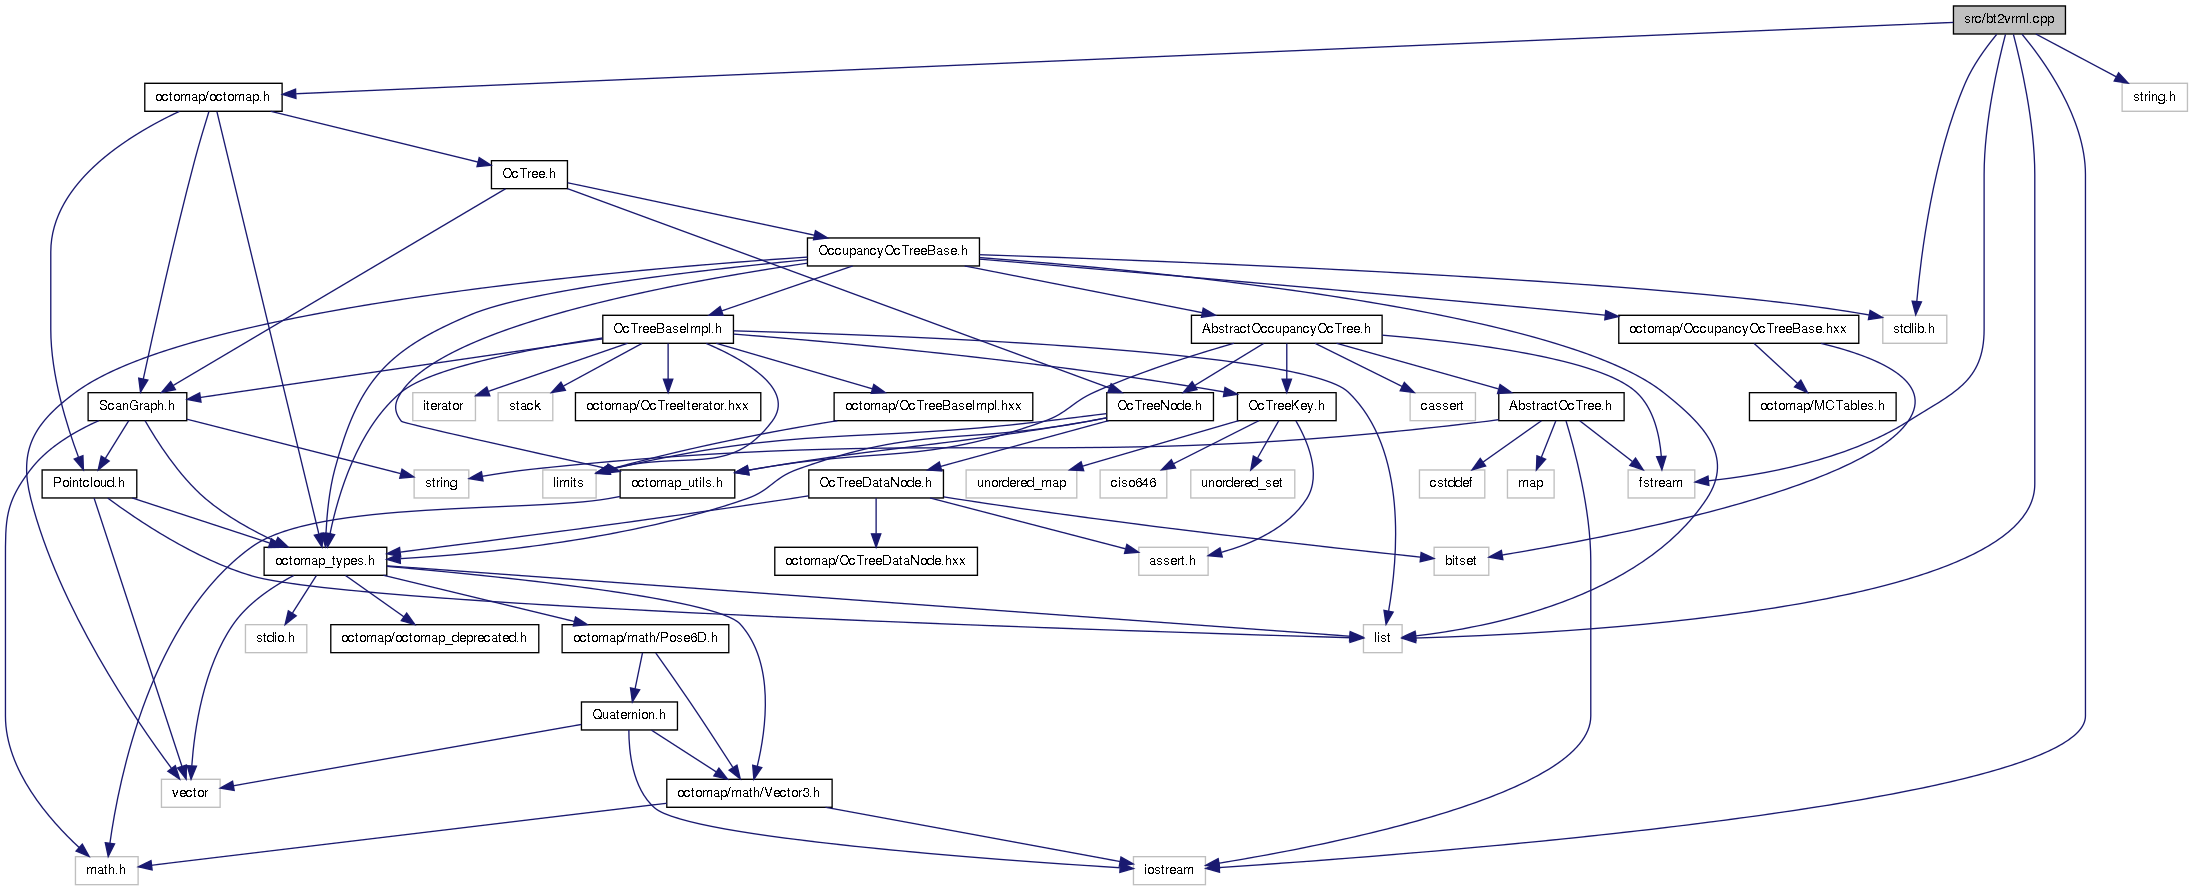 src/bt2vrml.cpp
octomap/octomap.h
string.h
OcTree.h
OccupancyOcTreeBase.h
OcTreeBaseImpl.h
AbstractOccupancyOcTree.h
octomap/OccupancyOcTreeBase.hxx
stdlib.h
ScanGraph.h
iterator
stack
octomap/OcTreeIterator.hxx
octomap/OcTreeBaseImpl.hxx
OcTreeNode.h
OcTreeKey.h
cassert
AbstractOcTree.h
octomap/MCTables.h
Pointcloud.h
string
limits
octomap_utils.h
OcTreeDataNode.h
unordered_map
ciso646
unordered_set
cstddef
map
fstream
octomap_types.h
octomap/OcTreeDataNode.hxx
assert.h
bitset
stdio.h
octomap/octomap_deprecated.h
octomap/math/Pose6D.h
list
Quaternion.h
vector
octomap/math/Vector3.h
math.h
iostream